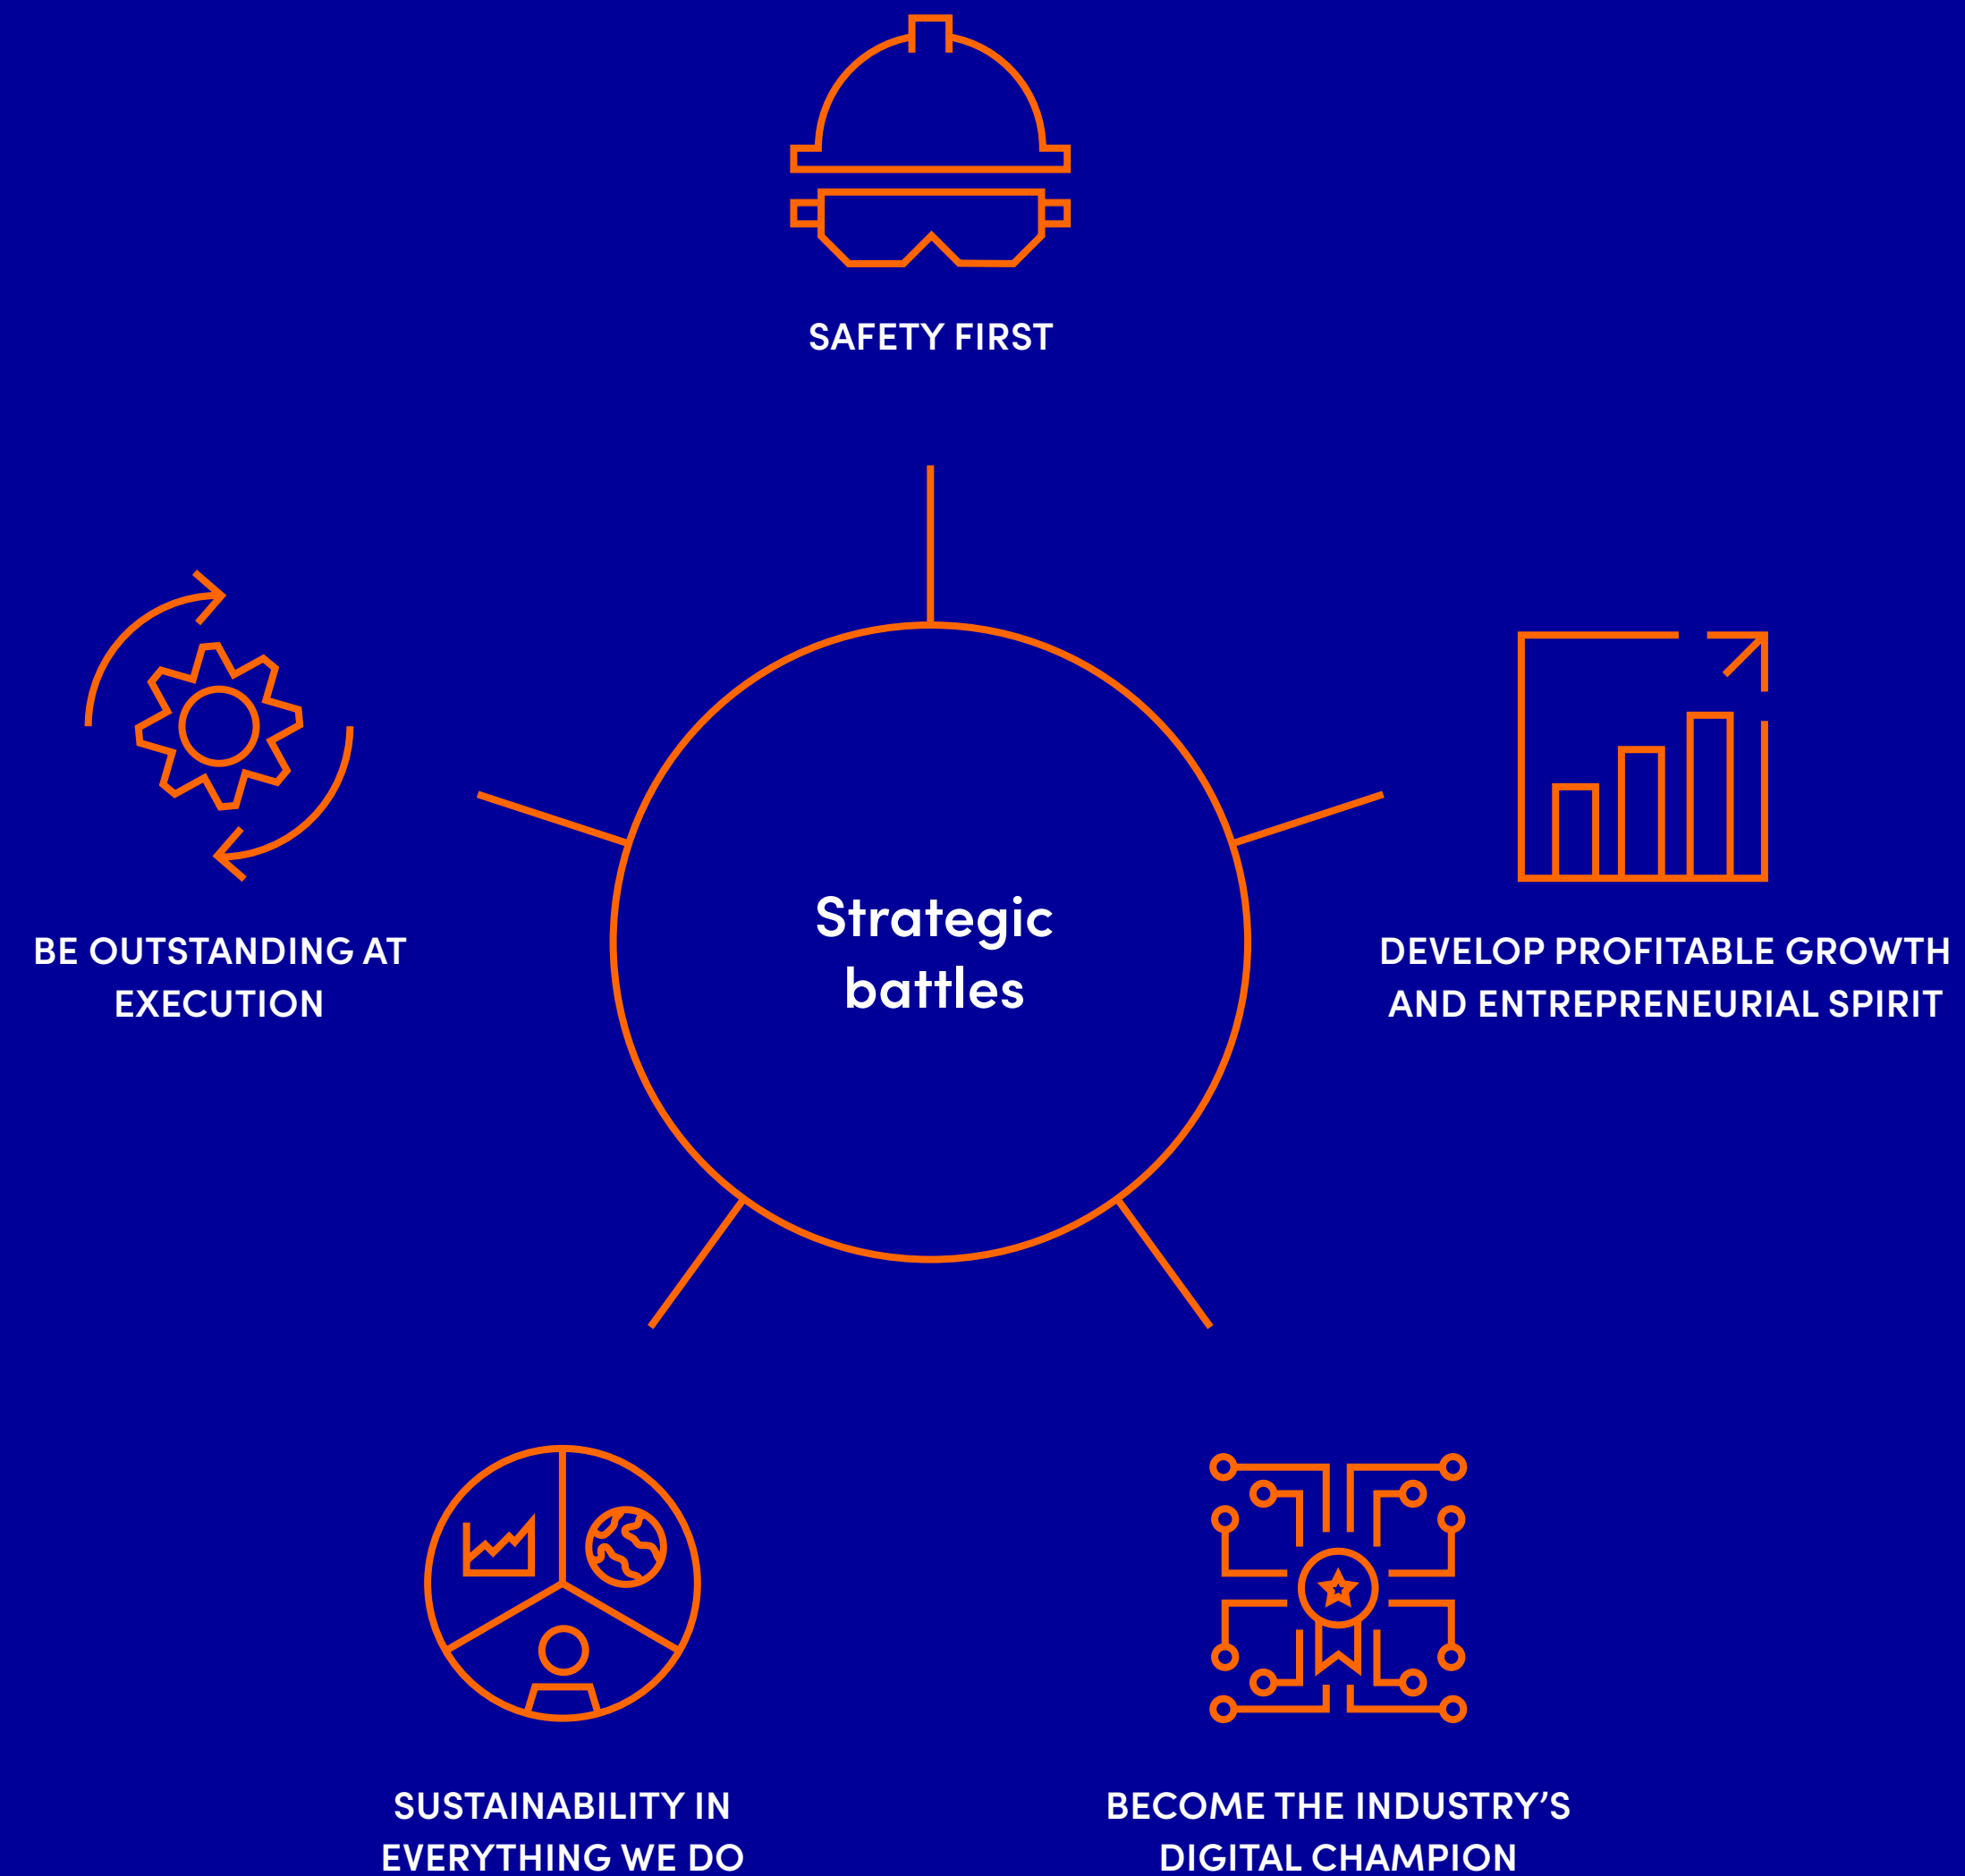 SAFETY FIRST
BE OUTSTANDING AT
EXECUTION
Strategic
battles
DEVELOP PROFITABLE GROWTH
AND ENTREPRENEURIAL SPIRIT
SUSTAINABILITY IN
EVERYTHING WE DO
BECOME THE INDUSTRY’S
DIGITAL CHAMPION